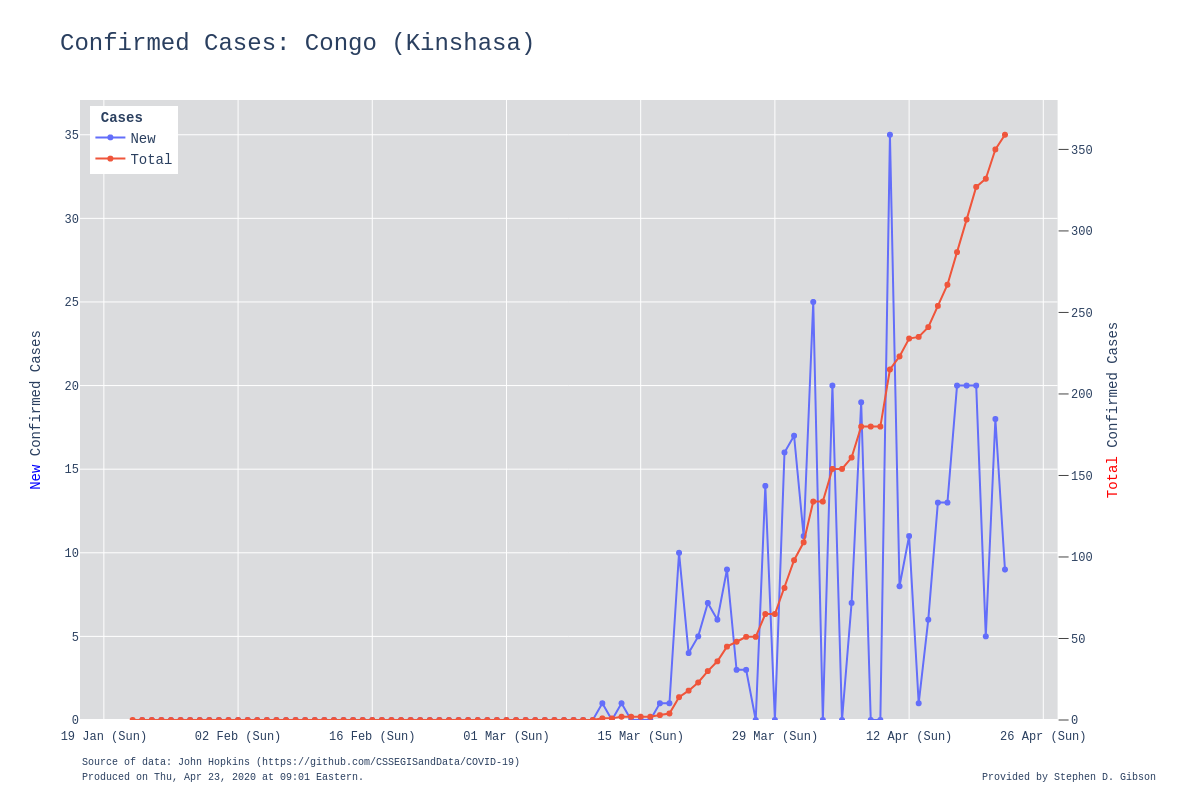 Confirmed Cases: Congo (Kinshasa)
Cases
New
Total
35
30
25
20
15
10
5
0
350
300
250
200
150
100
50
0
New Confirmed Cases
Total Confirmed Cases
19 Jan (Sun)
02 Feb (Sun)
16 Feb (Sun)
01 Mar (Sun)
15 Mar (Sun)
29 Mar (Sun)
12 Apr (Sun)
26 Apr (Sun)
Source of data: John Hopkins (https://github.com/CSSEGISandData/COVID-19)
Produced on Thu, Apr 23, 2020 at 09:01 Eastern.
Provided by Stephen D. Gibson